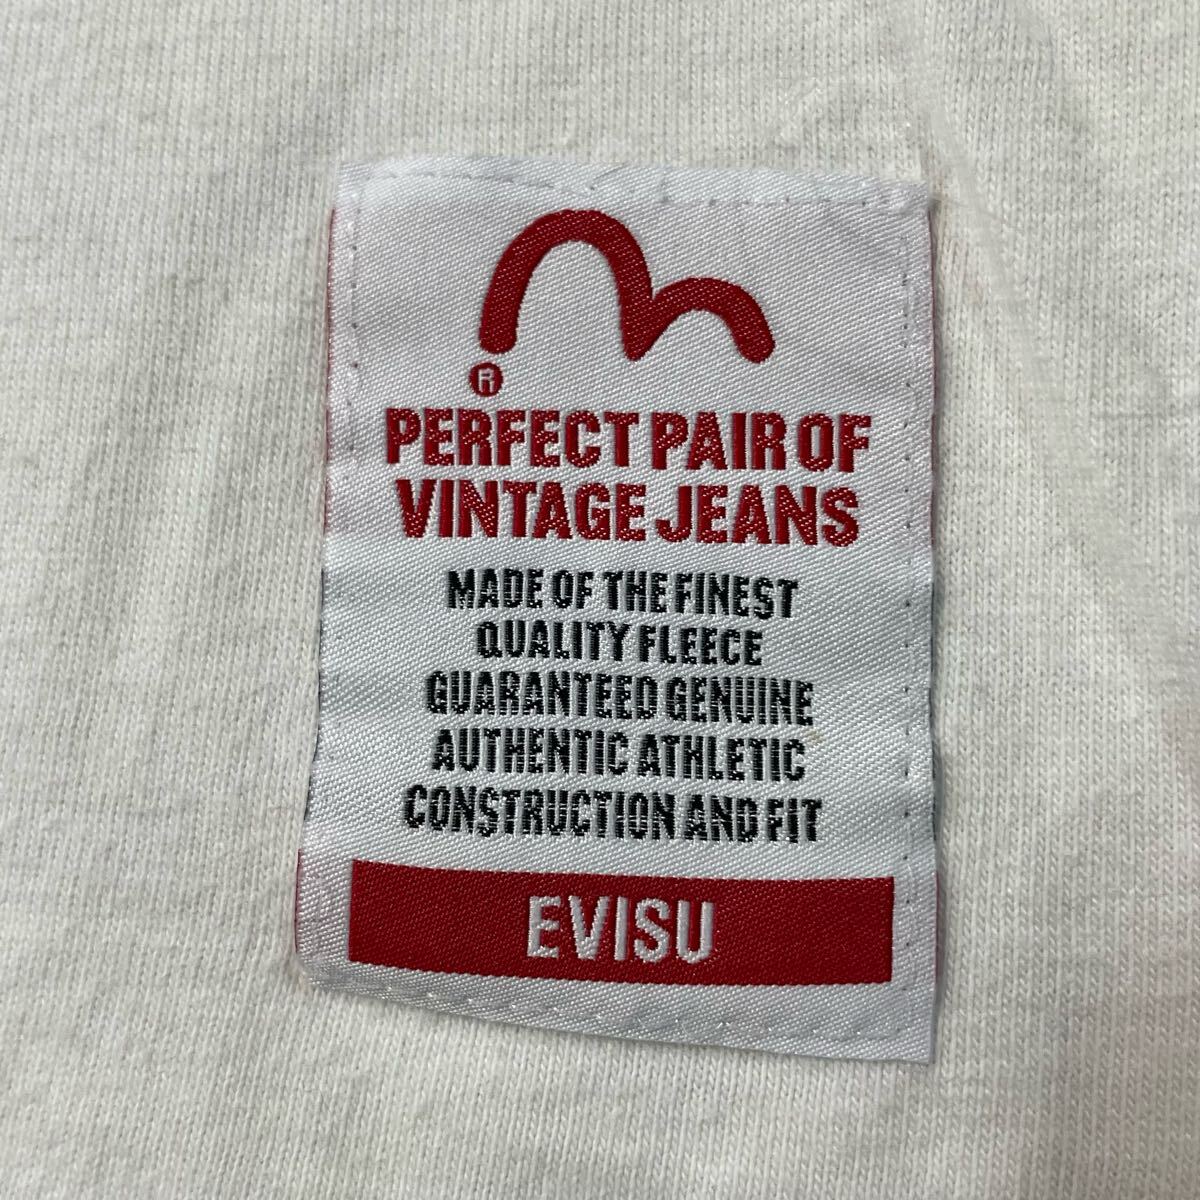 ®
PERFECT PAIR OF
VINTAGE JEANS
MADE OF THE FINEST
QUALITY FLEECE
GUARANTEED GENUINE
AUTHENTIC ATHLETIC
CONSTRUCTION AND FIT
EVISU